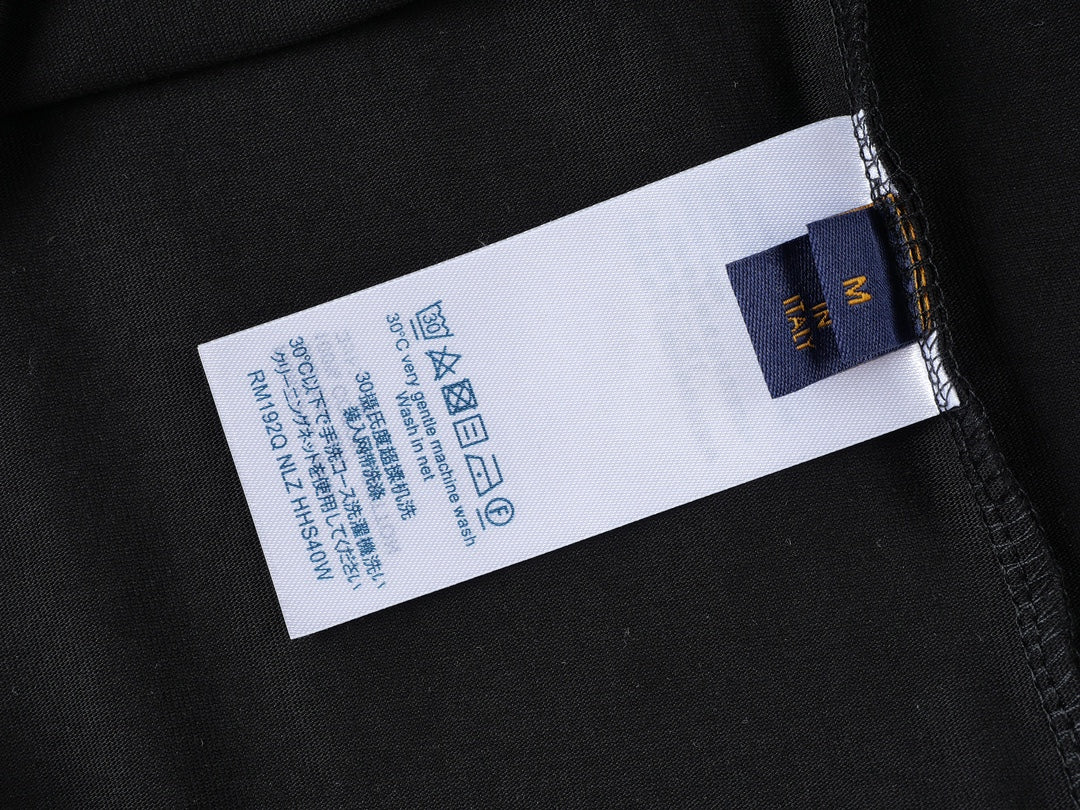 M
IN
ITALY
30
F
30°C very gentle machine wash
Wash in net
30摄氏度超揉机洗
装入网袋洗涤
30℃以下で手洗コース洗濯機洗い
クリーニングネットを使用してください
RM192Q NLZ HHS40W